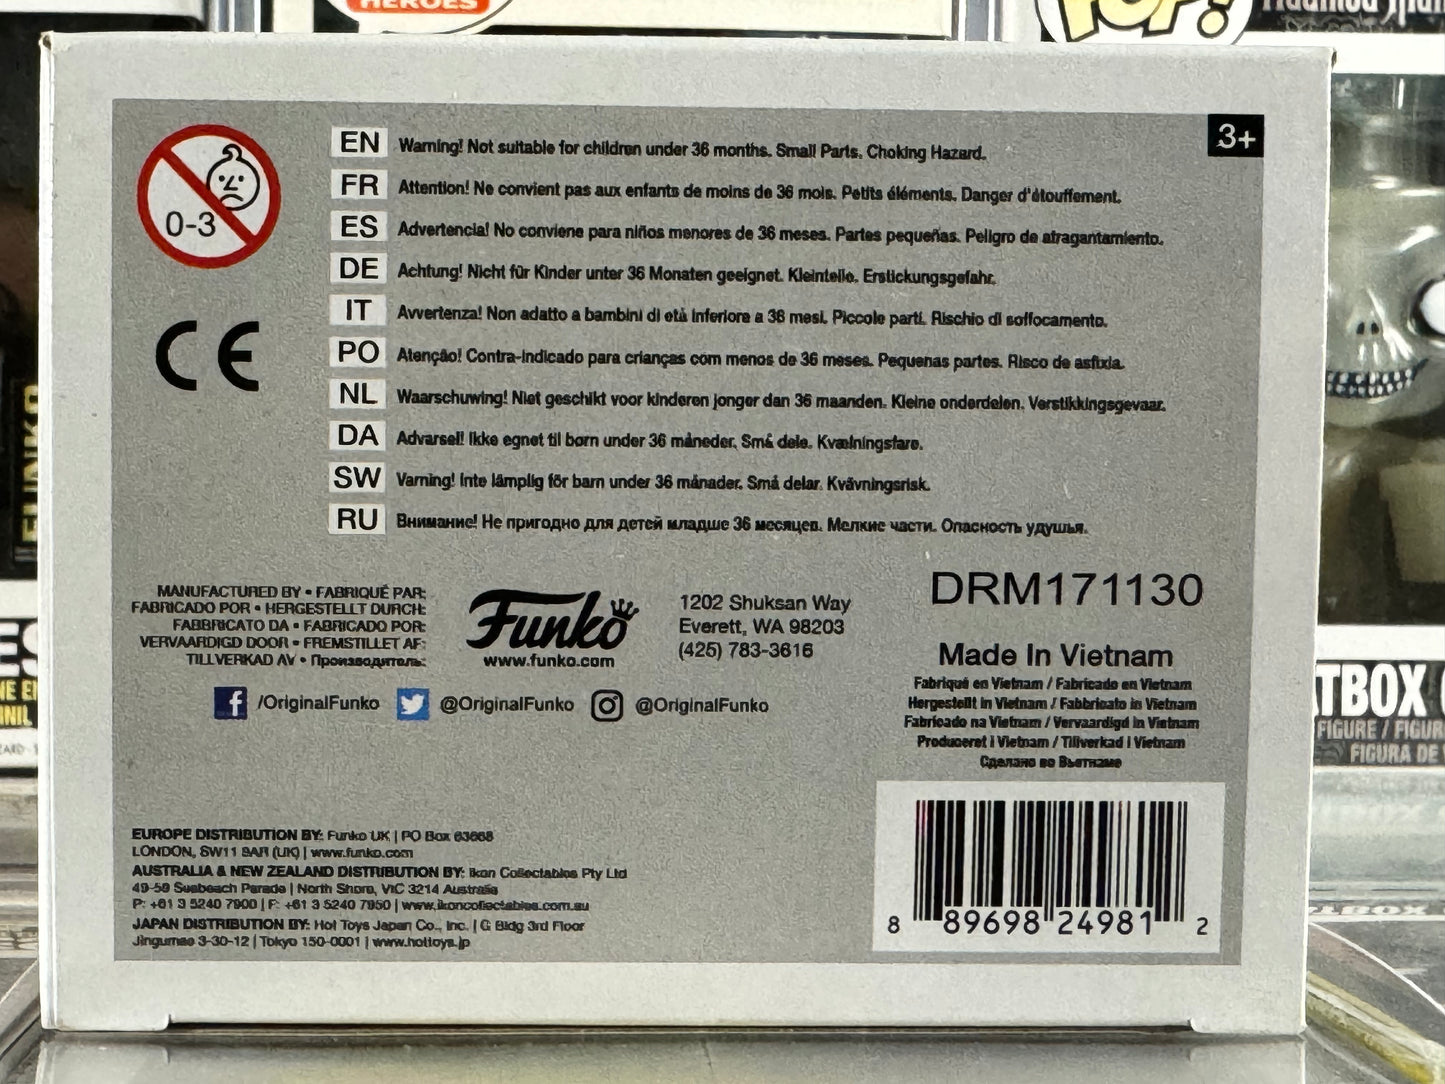 HEROES
POP!
3+
0-3
EN Warning! Not suitable for children under 36 months. Small Parts. Choking Hazard.
FR Attention! Ne convient pas aux enfants de moins de 36 mois. Petits éléments. Danger d'étouffement.
ES Advertencia! No conviene para niños menores de 36 meses. Partes pequeñas. Peligro de atragantamiento.
DE Achtung! Nicht für Kinder unter 36 Monaten geeignet. Kleinteile. Erstickungsgefahr.
IT Avvertenza! Non adatto a bambini di età inferiore a 36 mesi. Piccole parti. Rischio di soffocamento.
PO Atenção! Contra-indicado para crianças com menos de 36 meses. Pequenas partes. Risco de asfixia.
NL Waarschuwing! Niet geschikt voor kinderen jonger dan 36 maanden. Kleine onderdelen. Verstikkingsgevaar.
DA Advarsel! Ikke egnet til børn under 36 måneder. Små dele. Kvælningsfare.
SW Varning! Inte lämplig för barn under 36 månader. Små delar. Kvävningsrisk.
RU Внимание! Не пригодно для детей младше 36 месяцев. Мелкие части. Опасность удушья.
CE
MANUFACTURED BY • FABRIQUÉ PAR:
FABRICADO POR • HERGESTELLT DURCH:
FABBRICATO DA • FABRICADO POR:
VERVAARDIGD DOOR • FREMSTILLET AF:
TILLVERKAD AV • Производитель:
Funko
www.funko.com
1202 Shuksan Way
Everett, WA 98203
(425) 783-3616
/OriginalFunko @OriginalFunko @OriginalFunko
DRM171130
Made In Vietnam
Fabriqué en Vietnam / Fabricado en Vietnam
Hergestellt in Vietnam / Fabbricato in Vietnam
Fabricado na Vietnam / Vervaardigd in Vietnam
Produceret i Vietnam / Tillverkad i Vietnam
Сделано во Вьетнаме
EUROPE DISTRIBUTION BY: Funko UK | PO Box 63668
LONDON, SW11 9AR (UK) | www.funko.com
AUSTRALIA & NEW ZEALAND DISTRIBUTION BY: Ikon Collectables Pty Ltd
49-59 Seabeach Parade | North Shore, VIC 3214 Australia
P: +61 3 5240 7900 | F: +61 3 5240 7950 | www.ikoncollectables.com.au
JAPAN DISTRIBUTION BY: Hot Toys Japan Co., Inc. | G Bldg 3rd Floor
Jingumae 3-30-12 | Tokyo 150-0001 | www.hottoys.jp
8 89698 24981 2
FUNKO
TBOX
FIGURE / FIGUR
FIGURA DE